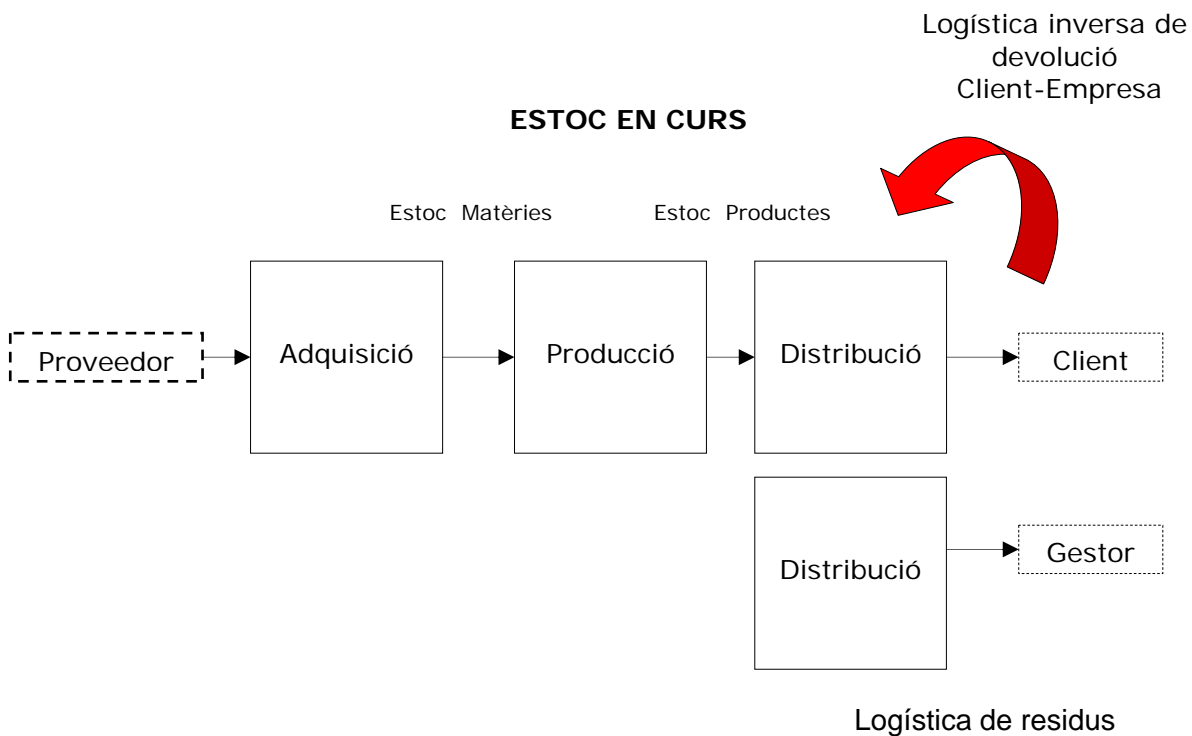 Logística inversa de
devolució
Client-Empresa
ESTOC EN CURS
Estoc Matèries
Estoc Productes
Proveedor
Adquisició
Producció
Distribució
Client
Distribució
Gestor
Logística de residus